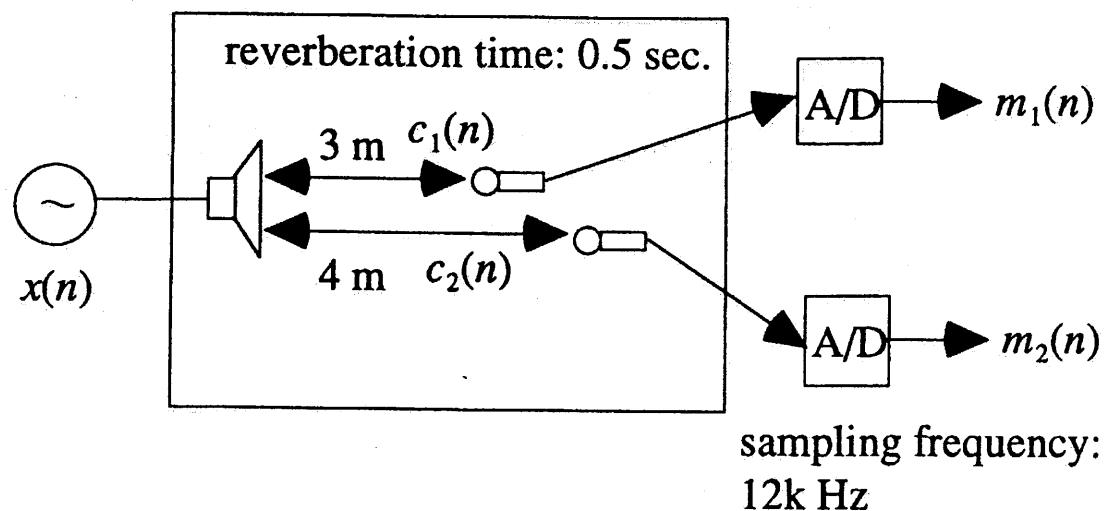 reverberation time: 0.5 sec.
3 m c₁(n)
A/D m₁(n)
~
x(n)
4 m c₂(n)
A/D m₂(n)
sampling frequency:
12k Hz